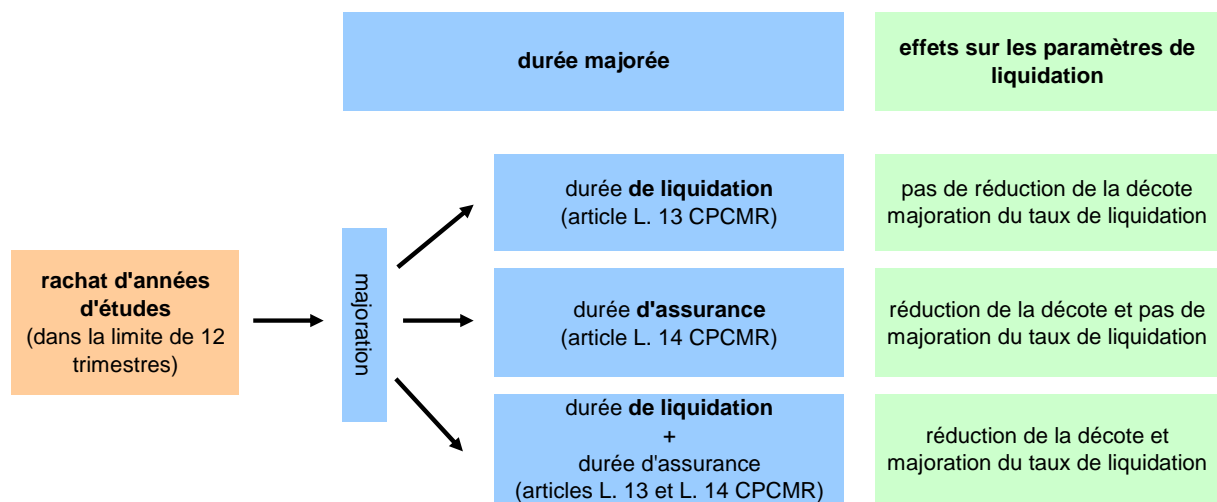 durée majorée
effets sur les paramètres de
liquidation
rachat d'années
d'études
(dans la limite de 12
trimestres)
majoration
durée de liquidation
(article L. 13 CPCMR)
pas de réduction de la décote
majoration du taux de liquidation
durée d'assurance
(article L. 14 CPCMR)
réduction de la décote et pas de
majoration du taux de liquidation
durée de liquidation
+
durée d'assurance
(articles L. 13 et L. 14 CPCMR)
réduction de la décote et
majoration du taux de liquidation